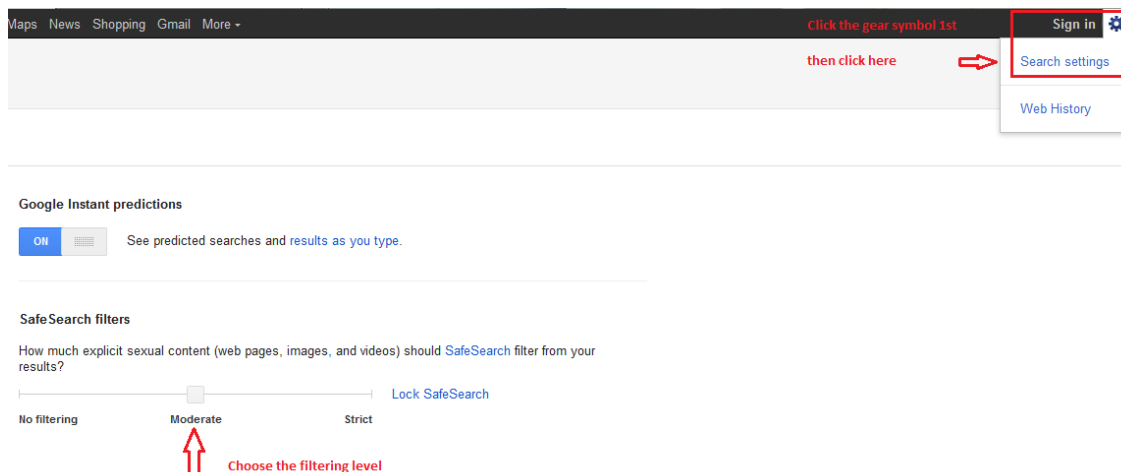 Maps News Shopping Gmail More
Click the gear symbol 1st
Sign in
then click here
Search settings
Web History
Google Instant predictions
ON
See predicted searches and results as you type.
SafeSearch filters
How much explicit sexual content (web pages, images, and videos) should SafeSearch filter from your
results?
Lock SafeSearch
No filtering Moderate Strict
Choose the filtering level